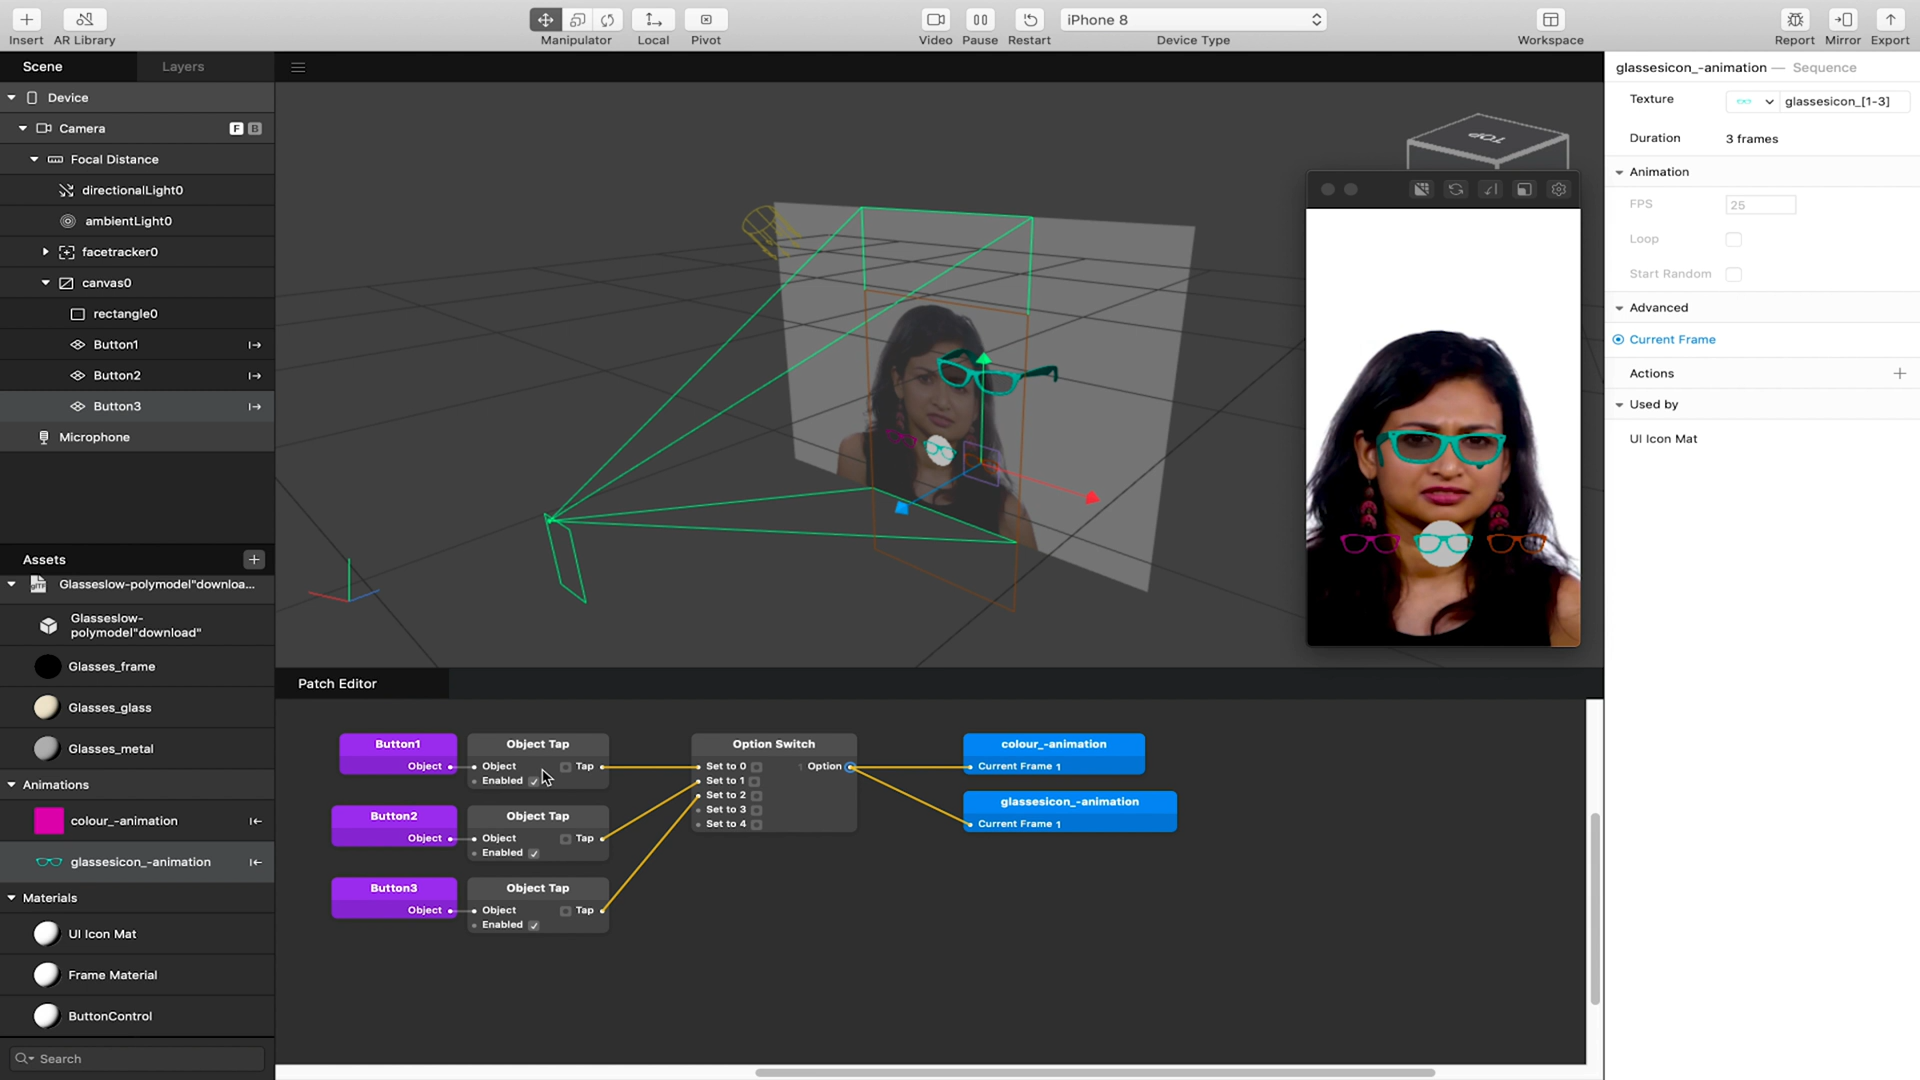 Insert
AR Library
Manipulator
Local
Pivot
Video
Pause
Restart
iPhone 8
Device Type
Workspace
Report
Mirror
Export
Scene
Layers
Device
Camera
F
B
Focal Distance
directionalLight0
ambientLight0
facetracker0
canvas0
rectangle0
Button1
Button2
Button3
Microphone
Assets
Glasseslow-polymodel"downloa...
Glasseslow-
polymodel"download"
Glasses_frame
Glasses_glass
Glasses_metal
Animations
colour_-animation
glassesicon_-animation
Materials
UI Icon Mat
Frame Material
ButtonControl
Search
TOP
Patch Editor
Button1
Object
Object Tap
Object
Tap
Enabled
Button2
Object
Object Tap
Object
Tap
Enabled
Button3
Object
Object Tap
Object
Tap
Enabled
Option Switch
Set to 0
1 Option
Set to 1
Set to 2
Set to 3
Set to 4
colour_-animation
Current Frame 1
glassesicon_-animation
Current Frame 1
glassesicon_-animation — Sequence
Texture
glassesicon_[1-3]
Duration
3 frames
Animation
FPS
25
Loop
Start Random
Advanced
Current Frame
Actions
Used by
UI Icon Mat